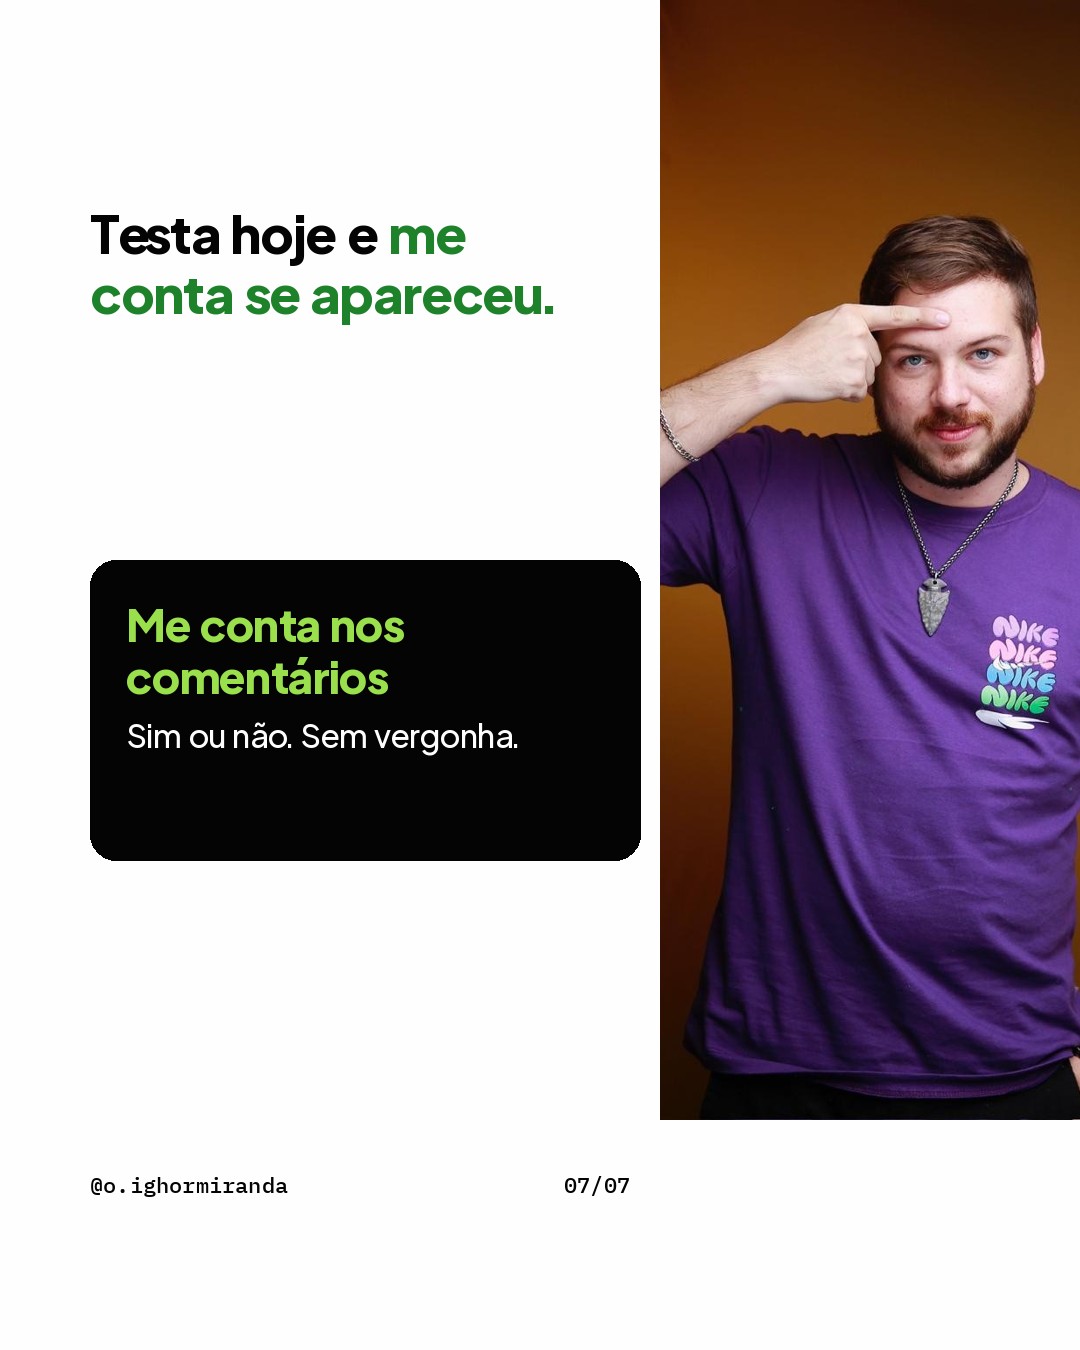 Testa hoje e me
conta se apareceu.
Me conta nos
comentários
Sim ou não. Sem vergonha.
NIKE
NIKE
NIKE
NIKE
@o.ighormiranda
07/07